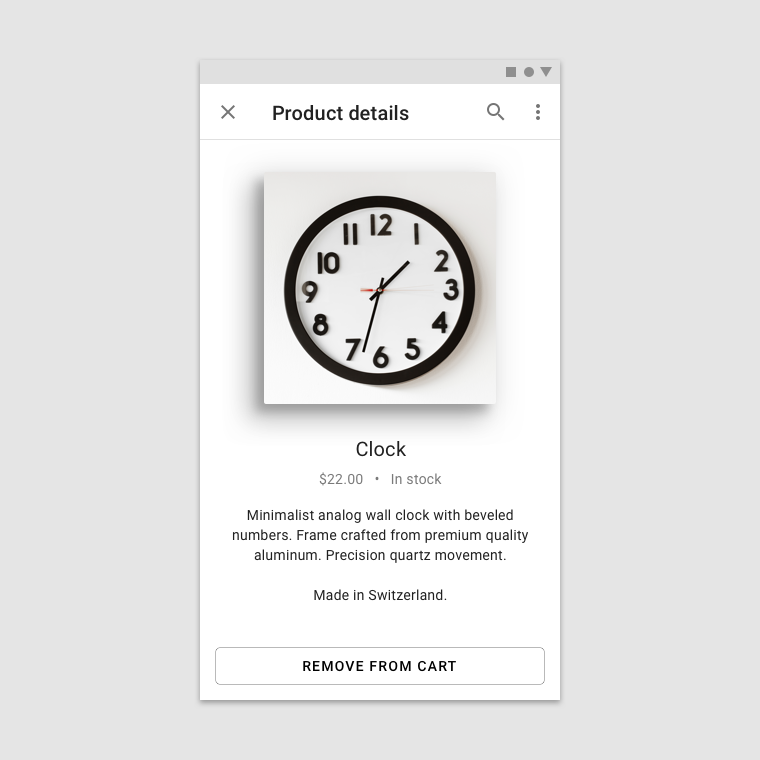 Product details
12
11 1
10 2
9 3
8 4
7 6 5
Clock
$22.00 • In stock
Minimalist analog wall clock with beveled
numbers. Frame crafted from premium quality
aluminum. Precision quartz movement.
Made in Switzerland.
REMOVE FROM CART